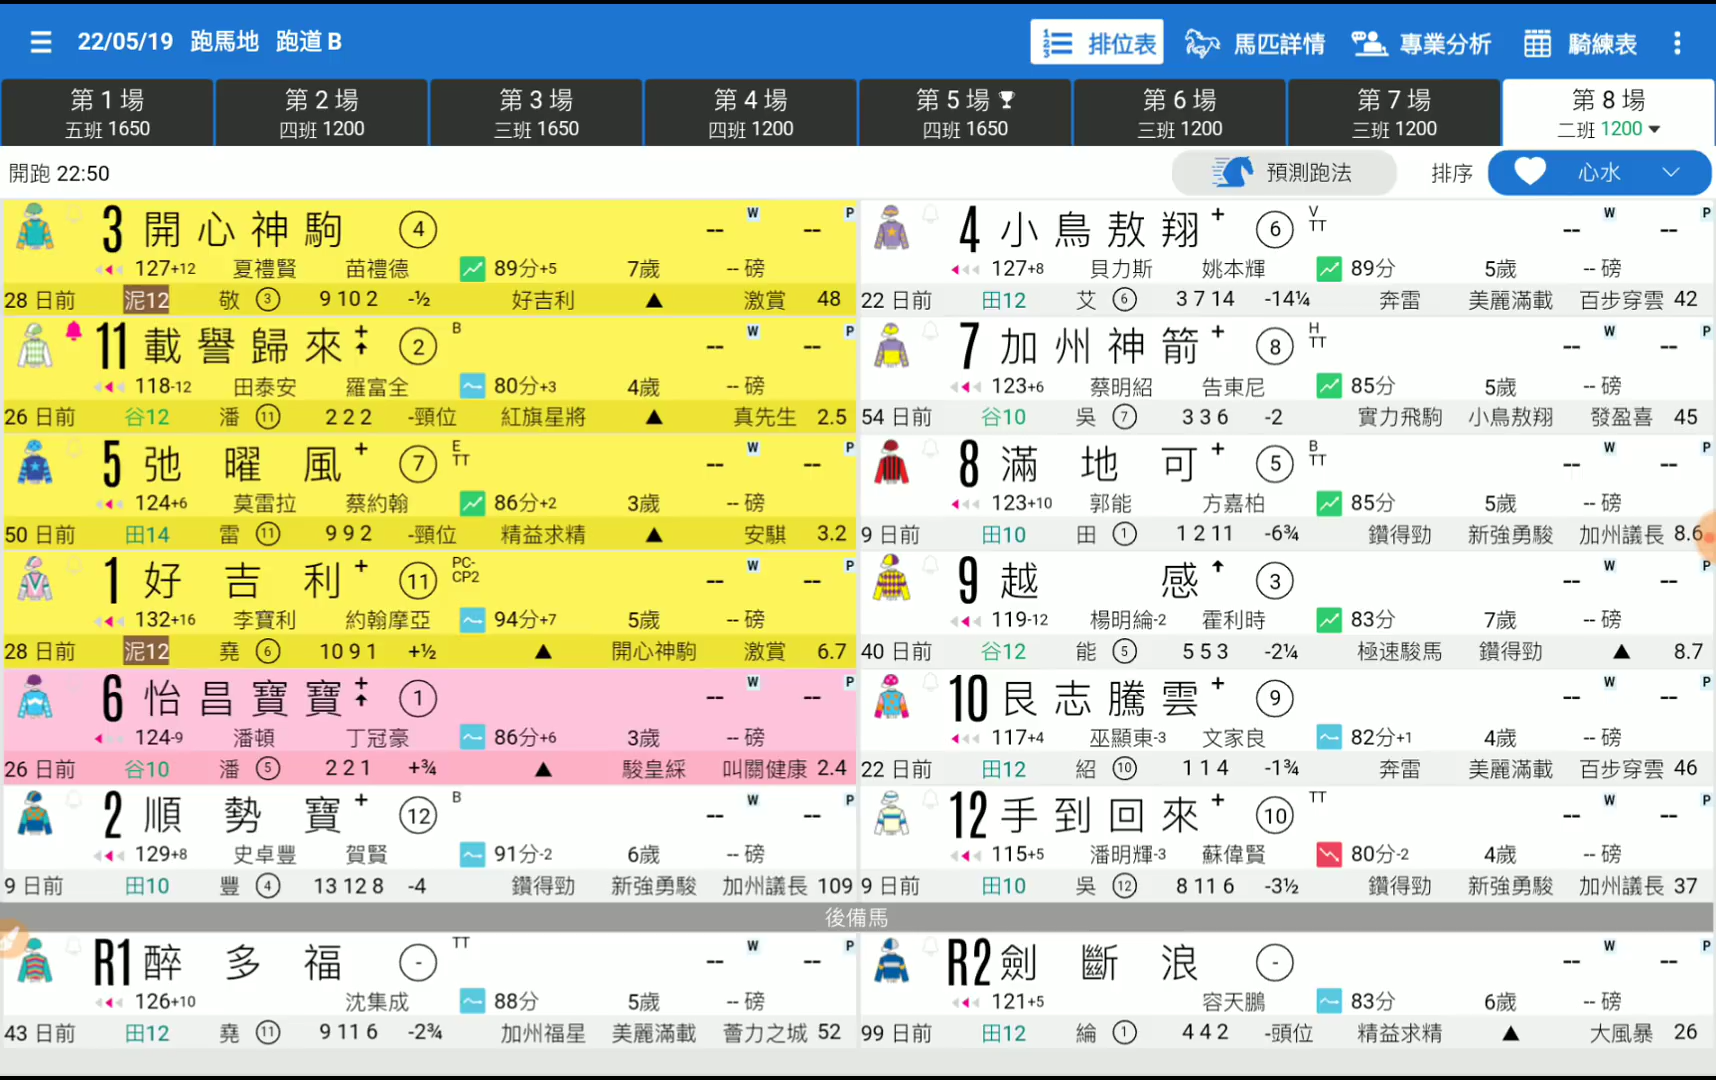 22/05/19 跑馬地 跑道 B
排位表 馬匹詳情 專業分析 騎練表
第 1 場 第 2 場 第 3 場 第 4 場 第 5 場 第 6 場 第 7 場 第 8 場
五班 1650 四班 1200 三班 1650 四班 1200 四班 1650 三班 1200 三班 1200 二班 1200
開跑 22:50 預測跑法 排序 心水
3 開心神駒 4 -- W -- P
127+12 夏禮賢 苗禮德 89分+5 7歲 -- 磅
28 日前 泥12 敬 3 9 10 2 -½ 好吉利 ▲ 激賞 48
11 載譽歸來 + 2 B -- W -- P
118-12 田泰安 羅富全 80分+3 4歲 -- 磅
26 日前 谷12 潘 11 2 2 2 -頸位 紅旗星將 ▲ 真先生 2.5
5 弛曜風 + 7 E TT -- W -- P
124+6 莫雷拉 蔡約翰 86分+2 3歲 -- 磅
50 日前 田14 雷 11 9 9 2 -頸位 精益求精 ▲ 安騏 3.2
1 好吉利 + 11 PC-CP2 -- W -- P
132+16 李寶利 約翰摩亞 94分+7 5歲 -- 磅
28 日前 泥12 堯 6 10 9 1 +½ ▲ 開心神駒 激賞 6.7
6 怡昌寶寶 + 1 -- W -- P
124-9 潘頓 丁冠豪 86分+6 3歲 -- 磅
26 日前 谷10 潘 5 2 2 1 +¾ ▲ 駿皇綵 叫關健康 2.4
2 順勢寶 + 12 B -- W -- P
129+8 史卓豐 賀賢 91分-2 6歲 -- 磅
9 日前 田10 豐 4 13 12 8 -4 鑽得勁 新強勇駿 加州議長 109
4 小鳥敖翔 + 6 V TT -- W -- P
127+8 貝力斯 姚本輝 89分 5歲 -- 磅
22 日前 田12 艾 6 3 7 14 -14¼ 奔雷 美麗滿載 百步穿雲 42
7 加州神箭 + 8 H TT -- W -- P
123+6 蔡明紹 告東尼 85分 5歲 -- 磅
54 日前 谷10 吳 7 3 3 6 -2 實力飛駒 小鳥敖翔 發盈喜 45
8 滿地可 + 5 B TT -- W -- P
123+10 郭能 方嘉柏 85分 5歲 -- 磅
9 日前 田10 田 1 1 2 11 -6¾ 鑽得勁 新強勇駿 加州議長 8.6
9 越感 3 -- W -- P
119-12 楊明綸-2 霍利時 83分 7歲 -- 磅
40 日前 谷12 能 5 5 5 3 -2¼ 極速駿馬 鑽得勁 ▲ 8.7
10 艮志騰雲 + 9 -- W -- P
117+4 巫顯東-3 文家良 82分+1 4歲 -- 磅
22 日前 田12 紹 10 1 1 4 -1¾ 奔雷 美麗滿載 百步穿雲 46
12 手到回來 + 10 TT -- W -- P
115+5 潘明輝-3 蘇偉賢 80分-2 4歲 -- 磅
9 日前 田10 吳 12 8 11 6 -3½ 鑽得勁 新強勇駿 加州議長 37
後備馬
R1 醉多福 - TT -- W -- P
126+10 沈集成 88分 5歲 -- 磅
43 日前 田12 堯 11 9 11 6 -2¾ 加州福星 美麗滿載 薈力之城 52
R2 劍斷浪 - -- W -- P
121+5 容天鵬 83分 6歲 -- 磅
99 日前 田12 綸 1 4 4 2 -頭位 精益求精 ▲ 大風暴 26